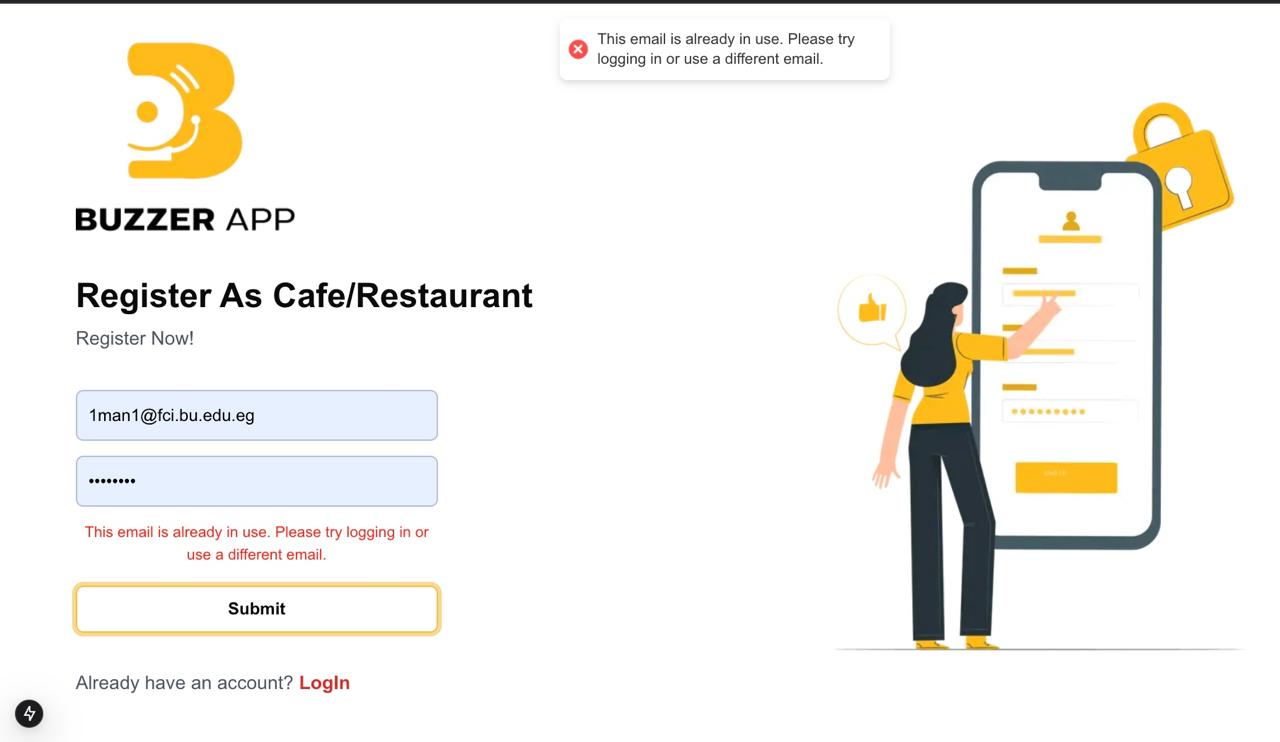 This email is already in use. Please try
logging in or use a different email.
BUZZER APP
Register As Cafe/Restaurant
Register Now!
1man1@fci.bu.edu.eg
••••••••
This email is already in use. Please try logging in or
use a different email.
Submit
Already have an account? LogIn